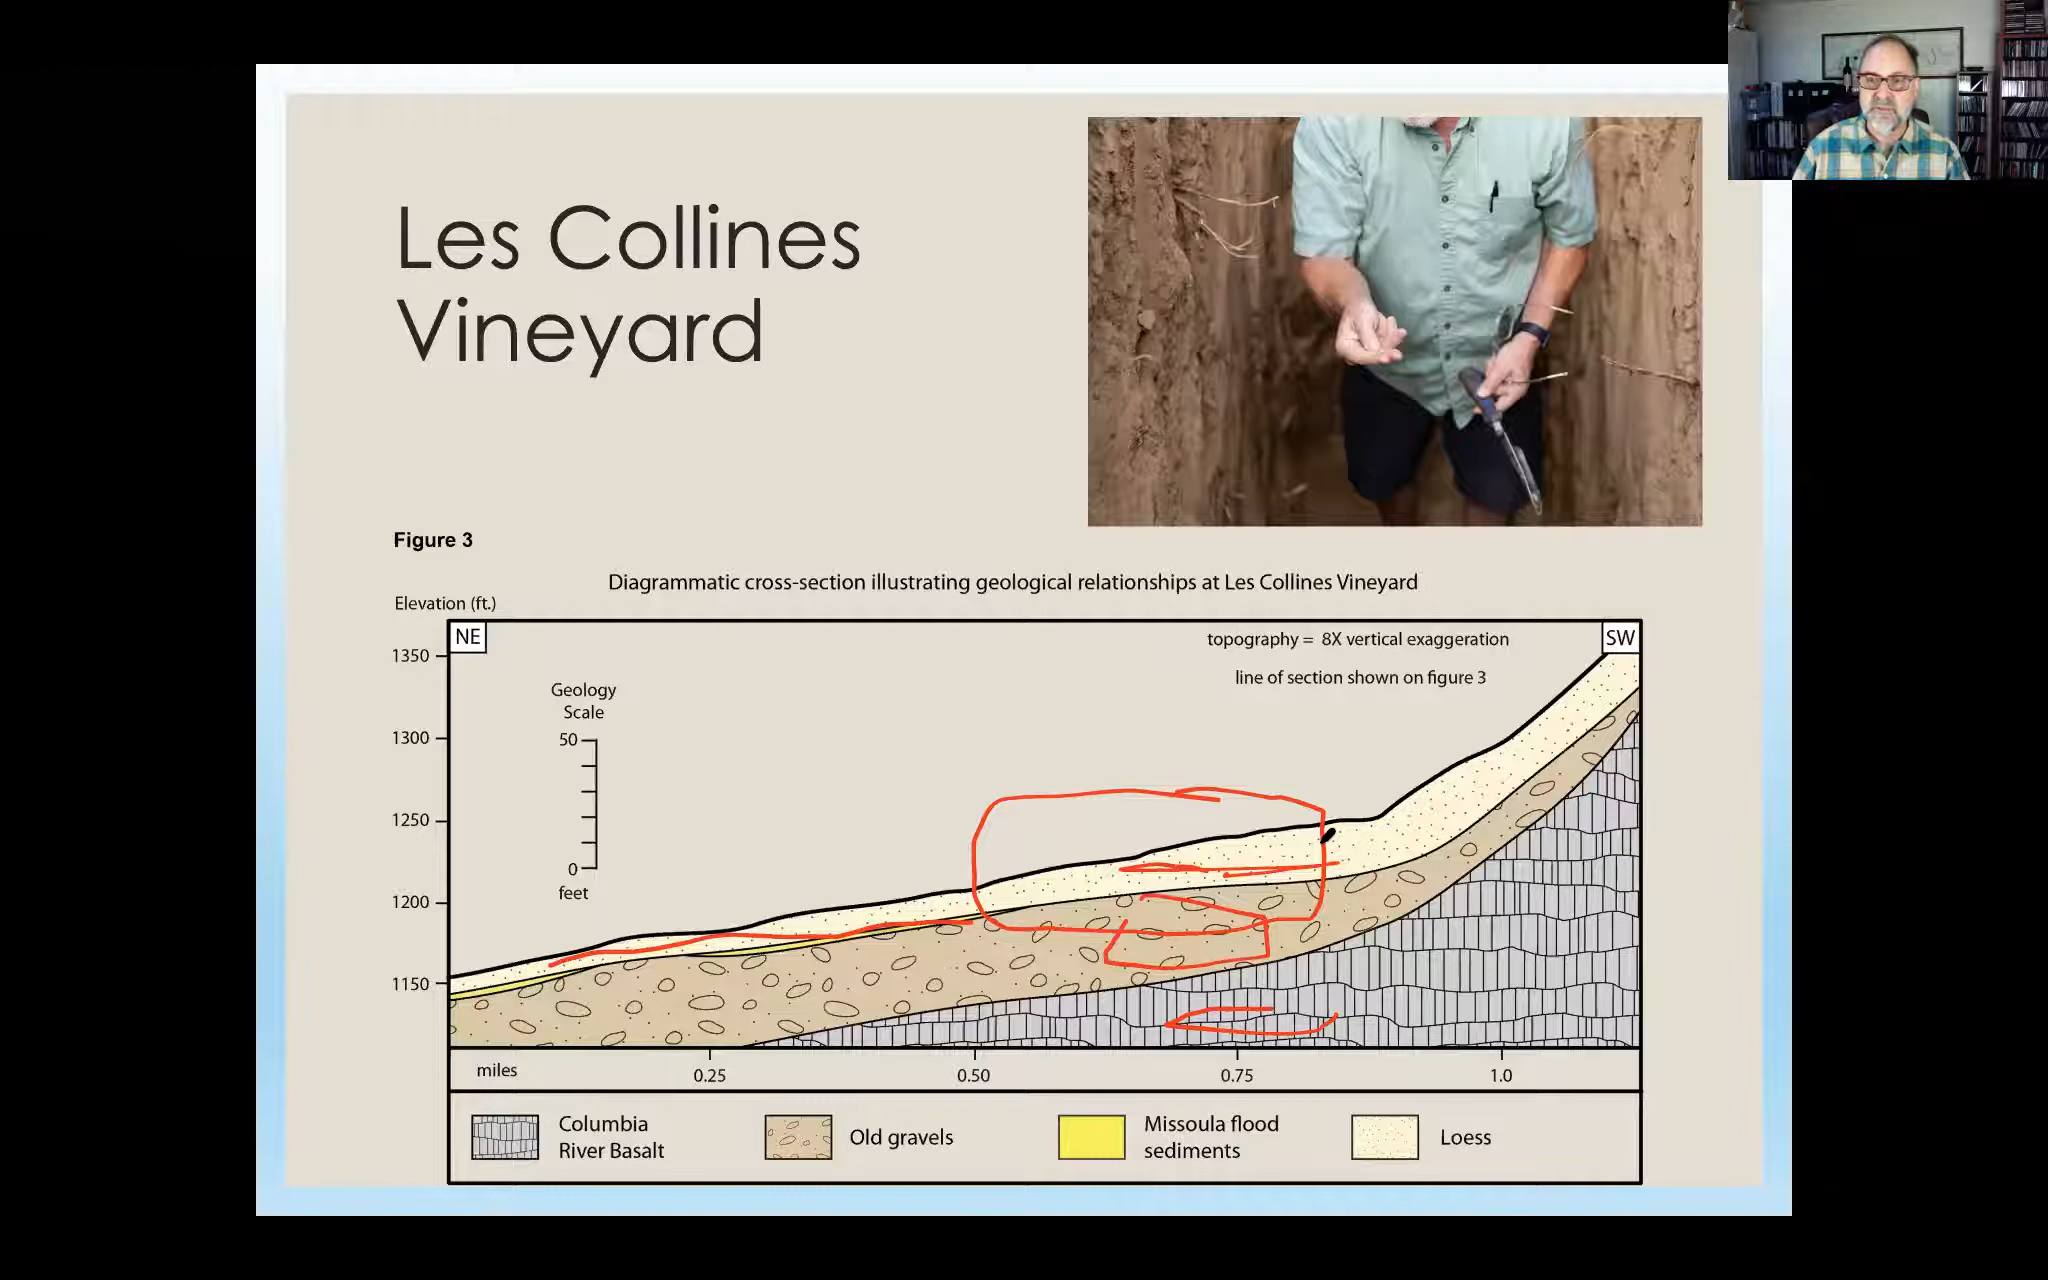 Les Collines
Vineyard
Figure 3
Diagrammatic cross-section illustrating geological relationships at Les Collines Vineyard
Elevation (ft.)
NE
SW
topography = 8X vertical exaggeration
line of section shown on figure 3
1350
1300
1250
1200
1150
Geology
Scale
50
0
feet
miles
0.25
0.50
0.75
1.0
Columbia
River Basalt
Old gravels
Missoula flood
sediments
Loess